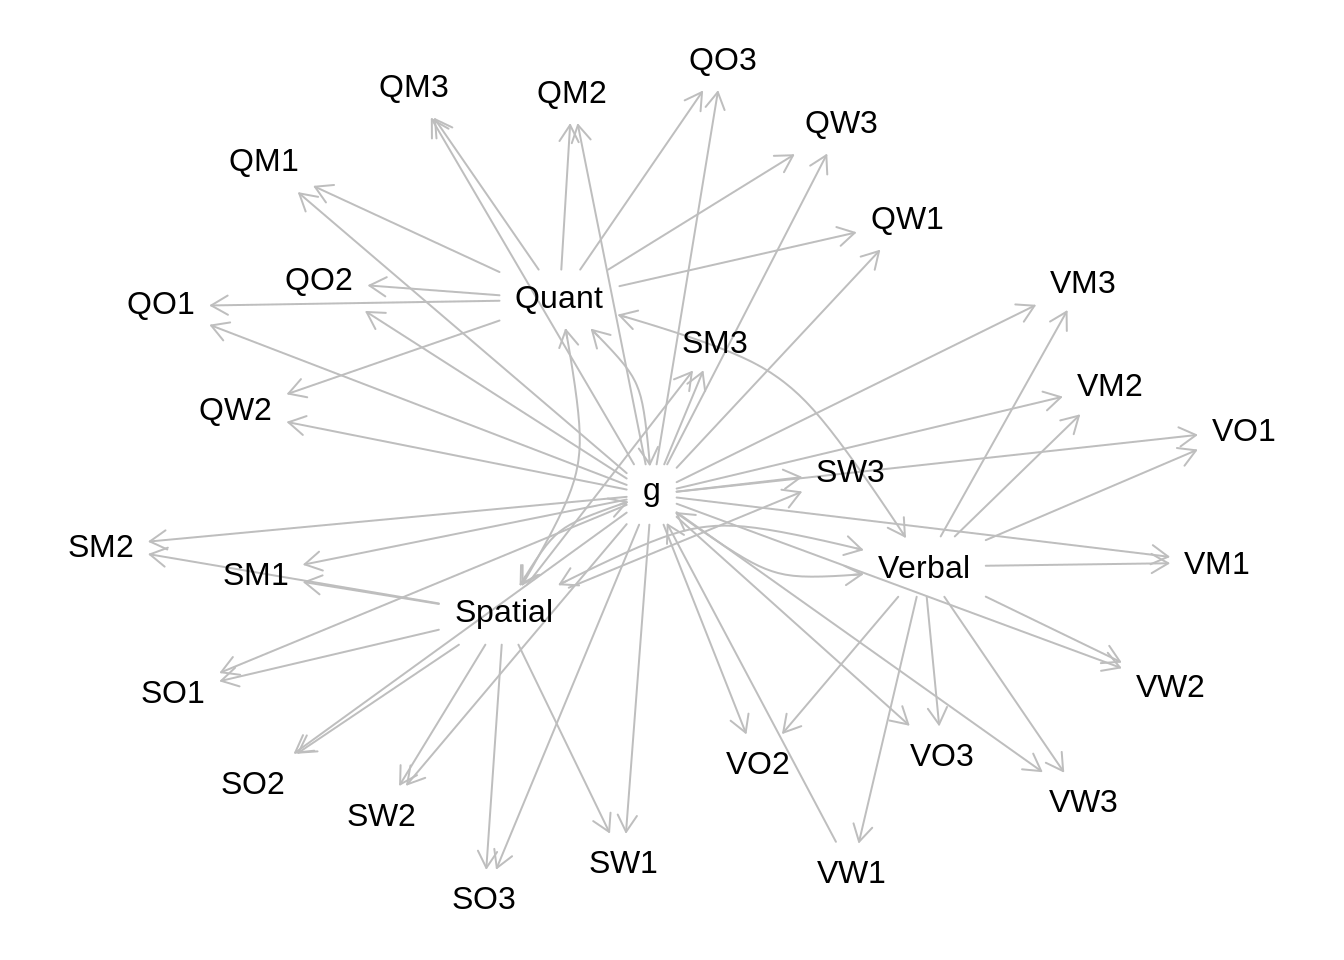 QO3
QM3
QM2
QW3
QM1
QW1
QO2
VM3
Quant
QO1
SM3
VM2
QW2
VO1
SW3
g
SM2
VM1
Verbal
SM1
Spatial
VW2
SO1
VO3
VO2
SO2
VW3
SW2
SW1
VW1
SO3